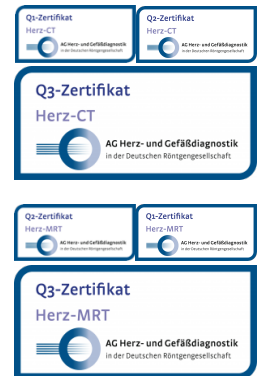 Q1-Zertifikat
Herz-CT
AG Herz- und Gefäßdiagnostik
in der Deutschen Röntgengesellschaft
Q2-Zertifikat
Herz-CT
AG Herz- und Gefäßdiagnostik
in der Deutschen Röntgengesellschaft
Q3-Zertifikat
Herz-CT
AG Herz- und Gefäßdiagnostik
in der Deutschen Röntgengesellschaft
Q2-Zertifikat
Herz-MRT
AG Herz- und Gefäßdiagnostik
in der Deutschen Röntgengesellschaft
Q1-Zertifikat
Herz-MRT
AG Herz- und Gefäßdiagnostik
in der Deutschen Röntgengesellschaft
Q3-Zertifikat
Herz-MRT
AG Herz- und Gefäßdiagnostik
in der Deutschen Röntgengesellschaft